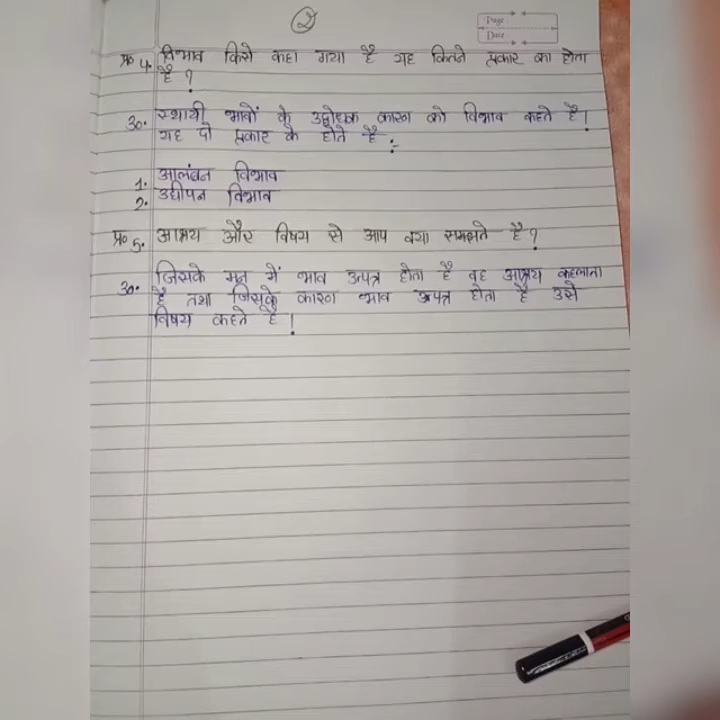 2
Page
Date
प्र० 4. विभाव किसे कहा गया है यह कितने प्रकार का होता
है ?
उ०. स्थायी भावों के उद्बोधक कारण को विभाव कहते है।
यह दो प्रकार के होते है :-
1. आलंबन विभाव
2. उद्दीपन विभाव
प्र० 5. आश्रय और विषय से आप क्या समझते है ?
उ०. जिसके मन में भाव उत्पन्न होता है वह आश्रय कहलाता
है तथा जिसके कारण भाव उत्पन्न होता है उसे
विषय कहते है।